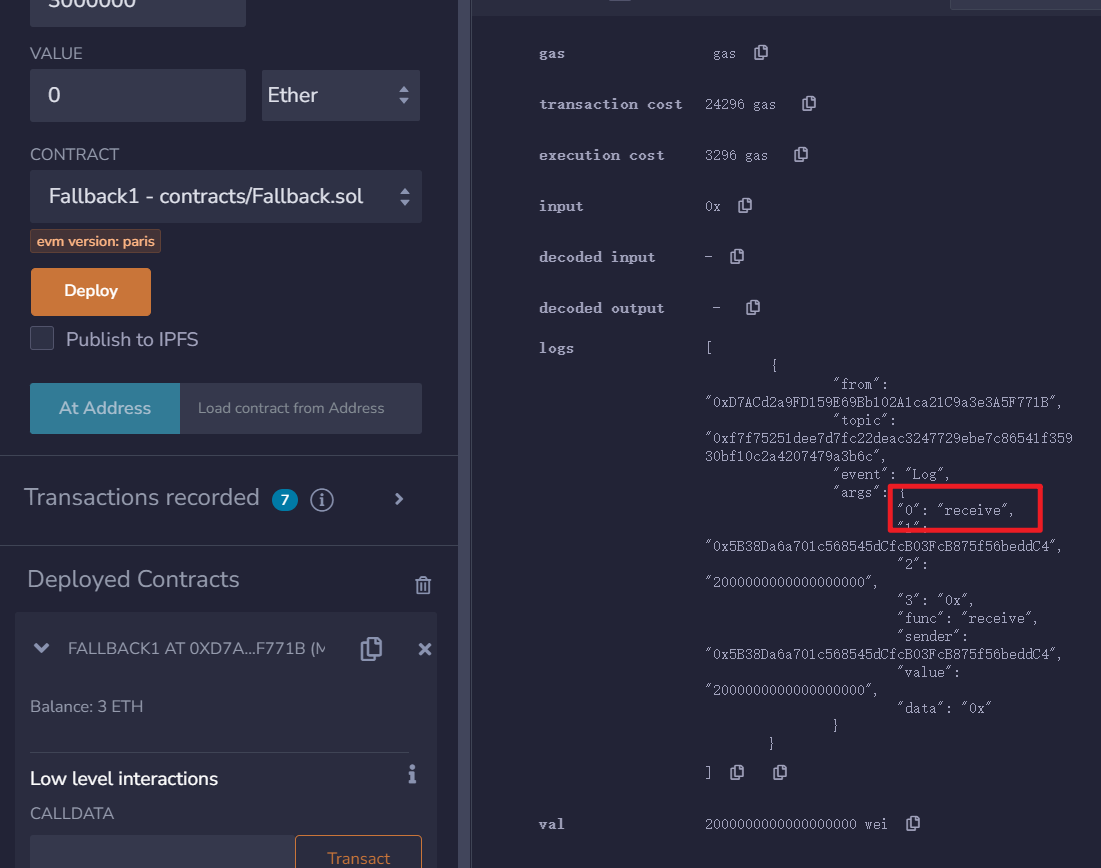 3000000
VALUE
0
Ether
CONTRACT
Fallback1 - contracts/Fallback.sol
evm version: paris
Deploy
Publish to IPFS
At Address
Load contract from Address
Transactions recorded 7 i
Deployed Contracts
FALLBACK1 AT 0XD7A...F771B (M
Balance: 3 ETH
Low level interactions
CALLDATA
Transact
gas gas
transaction cost 24296 gas
execution cost 3296 gas
input 0x
decoded input -
decoded output -
logs [
{
"from":
"0xD7ACd2a9FD159E69Bb102A1ca21C9a3e3A5F771B",
"topic":
"0xf7f75251dee7d7fc22deac3247729ebe7c86541f359
30bf10c2a4207479a3b6c",
"event": "Log",
"args": {
"0": "receive",
"1":
"0x5B38Da6a701c568545dCfcB03FcB875f56beddC4",
"2":
"2000000000000000000",
"3": "0x",
"func": "receive",
"sender":
"0x5B38Da6a701c568545dCfcB03FcB875f56beddC4",
"value":
"2000000000000000000",
"data": "0x"
}
}
]
val 2000000000000000000 wei